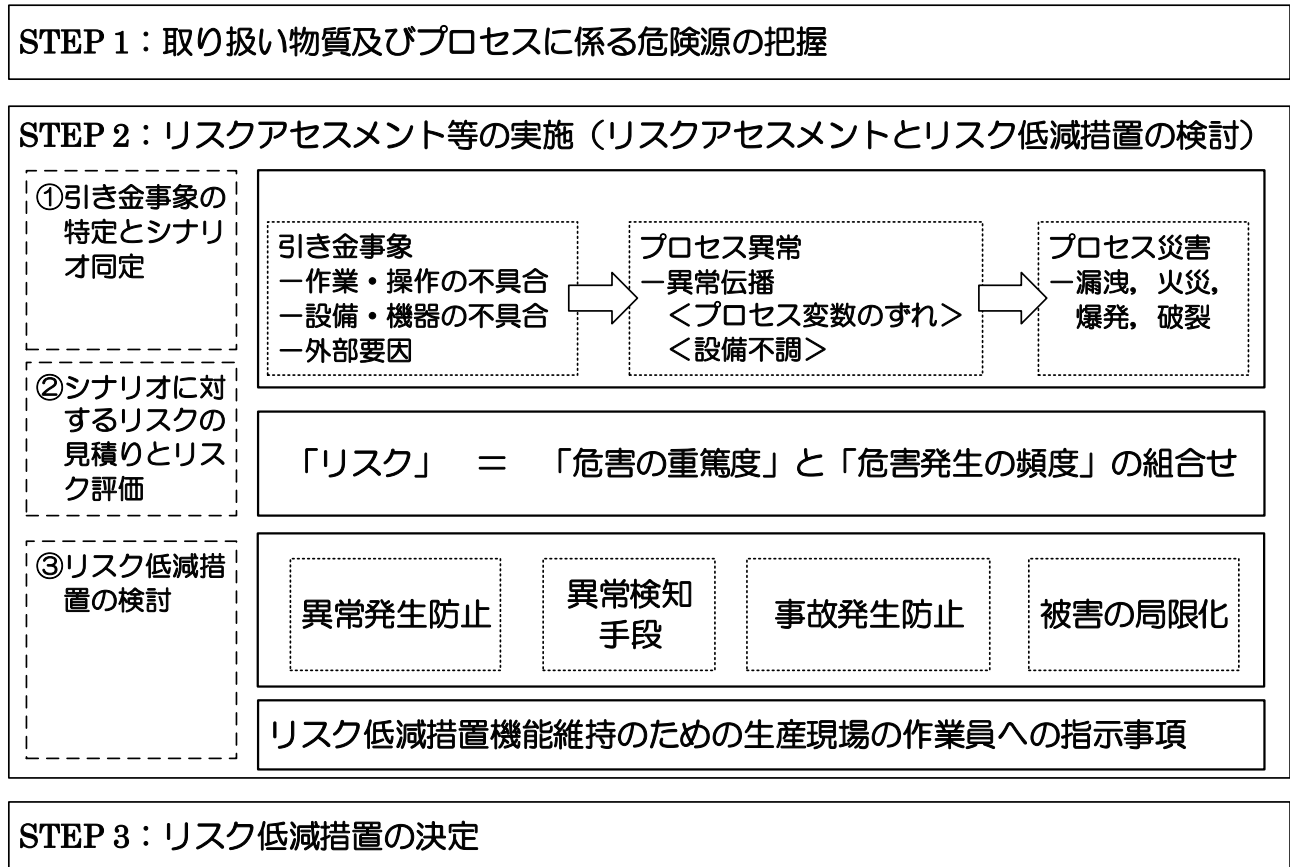 STEP 1：取り扱い物質及びプロセスに係る危険源の把握
STEP 2：リスクアセスメント等の実施（リスクアセスメントとリスク低減措置の検討）
①引き金事象の
特定とシナリ
オ同定
引き金事象
－作業・操作の不具合
－設備・機器の不具合
－外部要因
プロセス異常
－異常伝播
＜プロセス変数のずれ＞
＜設備不調＞
プロセス災害
－漏洩，火災，
爆発，破裂
②シナリオに対
するリスクの
見積りとリス
ク評価
「リスク」 ＝ 「危害の重篤度」と「危害発生の頻度」の組合せ
③リスク低減措
置の検討
異常発生防止
異常検知
手段
事故発生防止
被害の局限化
リスク低減措置機能維持のための生産現場の作業員への指示事項
STEP 3：リスク低減措置の決定